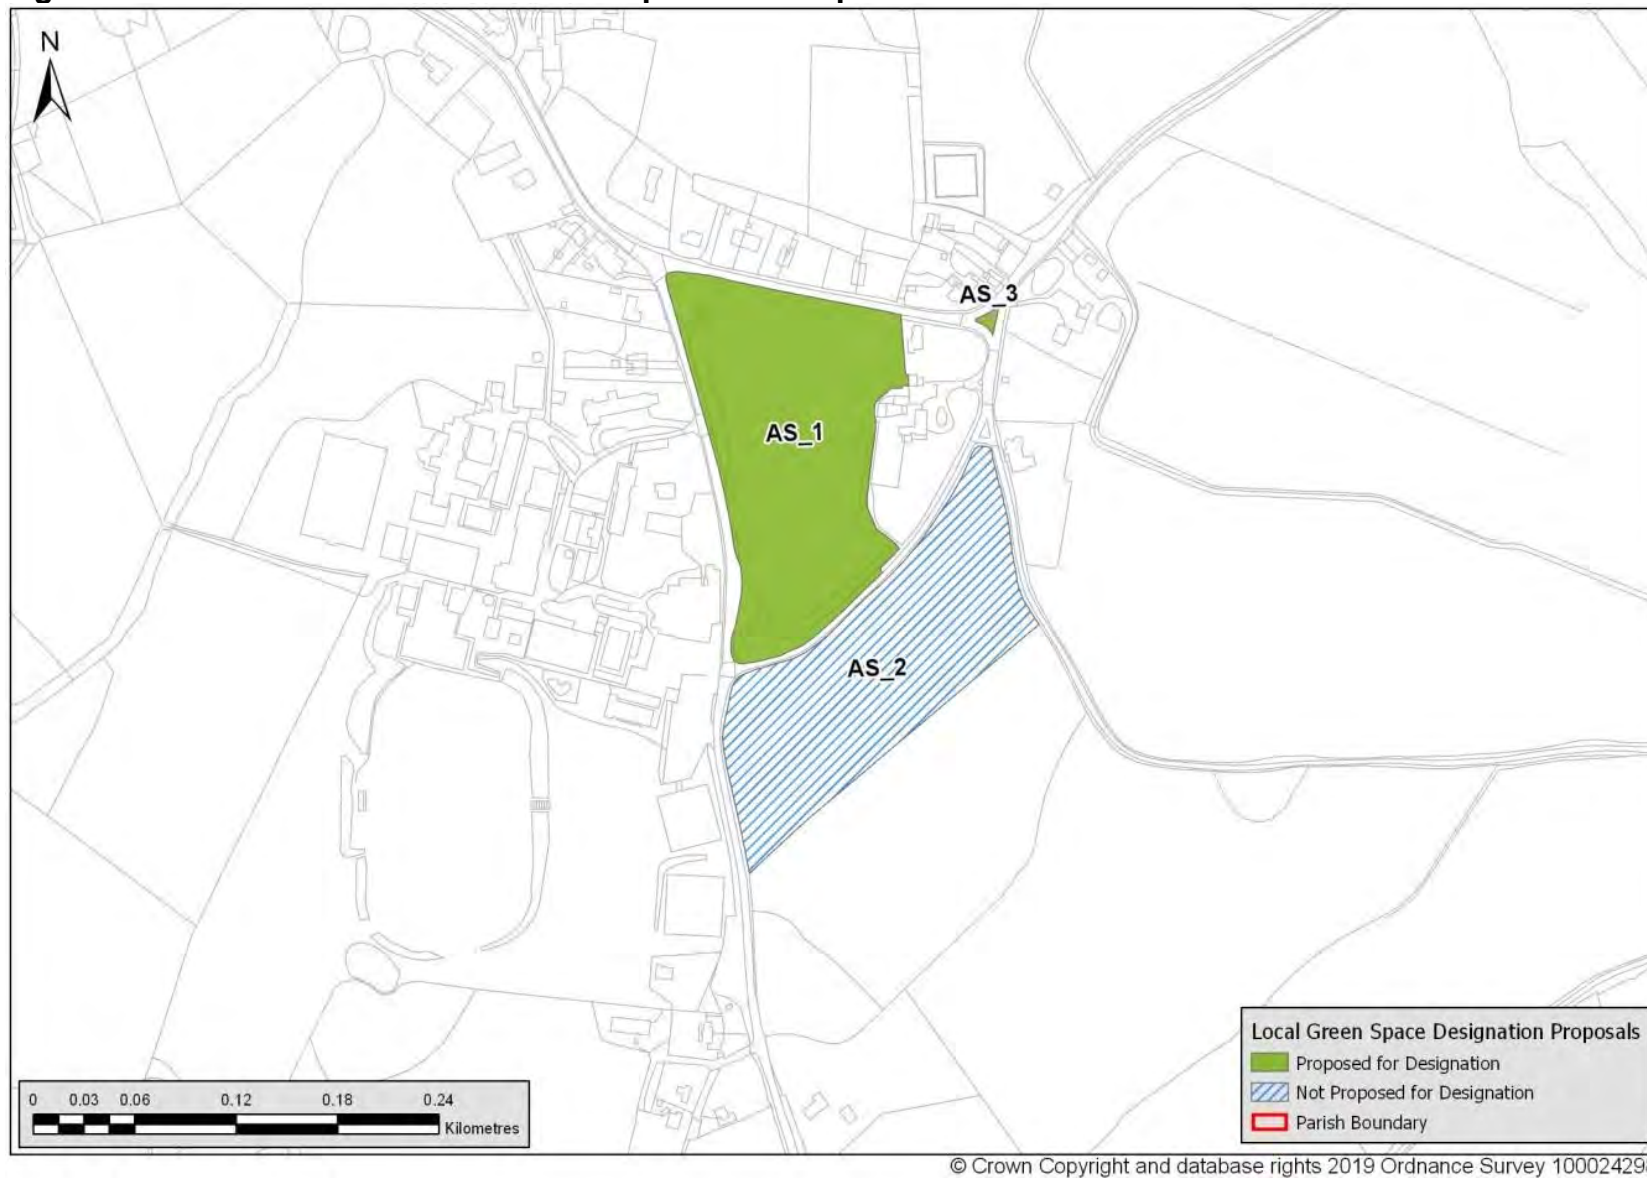 N
AS_3
AS_1
AS_2
Local Green Space Designation Proposals
Proposed for Designation
Not Proposed for Designation
Parish Boundary
0 0.03 0.06 0.12 0.18 0.24
Kilometres
© Crown Copyright and database rights 2019 Ordnance Survey